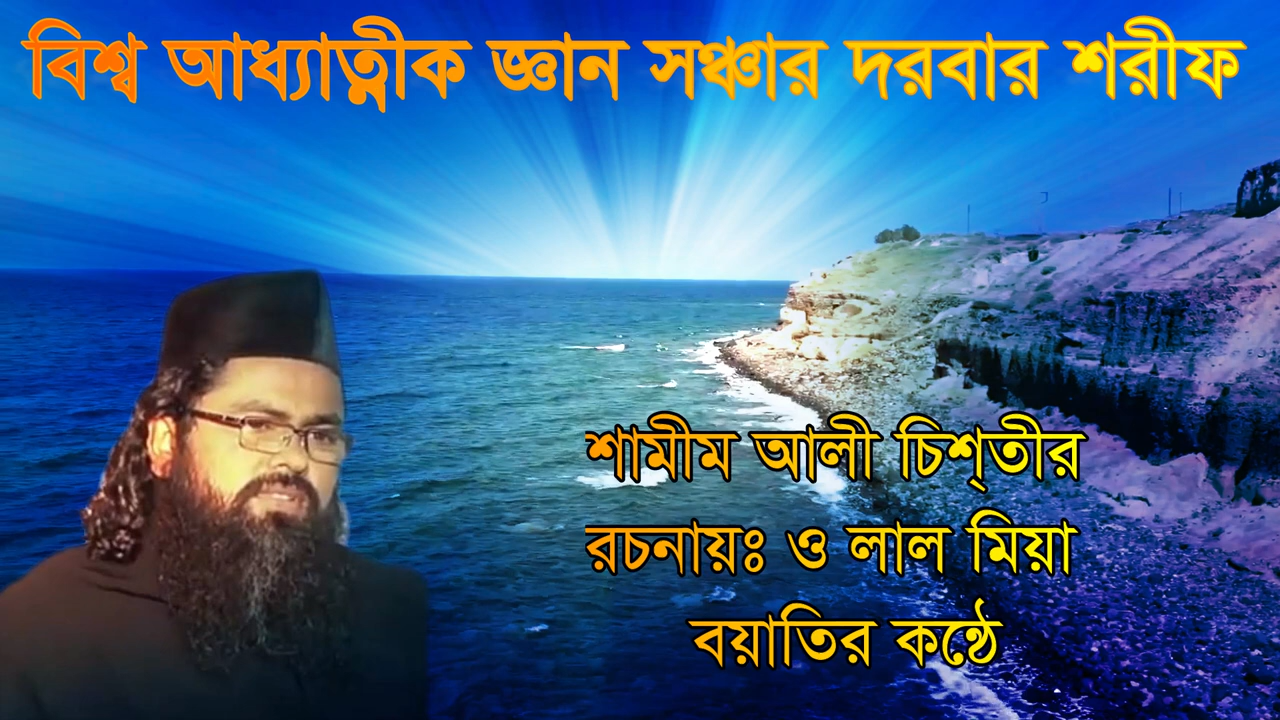 বিশ্ব আধ্যাত্নীক জ্ঞান সঞ্চার দরবার শরীফ
শামীম আলী চিশ্‌তীর
রচনায়ঃ ও লাল মিয়া
বয়াতির কন্ঠে